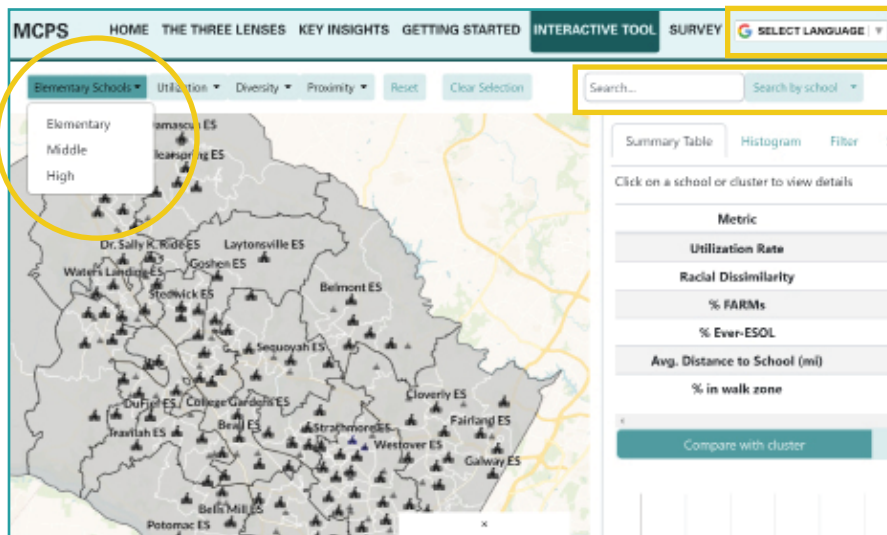 MCPS HOME THE THREE LENSES KEY INSIGHTS GETTING STARTED INTERACTIVE TOOL SURVEY SELECT LANGUAGE ▼
Elementary Schools Utilization Diversity Proximity Reset Clear Selection Search... Search by school
Elementary
Middle
High
Damascus ES
Clearspring ES
Dr. Sally K. Ride ES
Laytonsville ES
Goshen ES
Waters Landing ES
Stedwick ES
Belmont ES
Sequoyah ES
Cloverly ES
DuFief ES
College Gardens ES
Fairland ES
Travilah ES
Beall ES
Strathmore ES
Westover ES
Galway ES
Bells Mill ES
Potomac ES
×
Summary Table Histogram Filter
Click on a school or cluster to view details
Metric
Utilization Rate
Racial Dissimilarity
% FARMs
% Ever-ESOL
Avg. Distance to School (mi)
% in walk zone
Compare with cluster